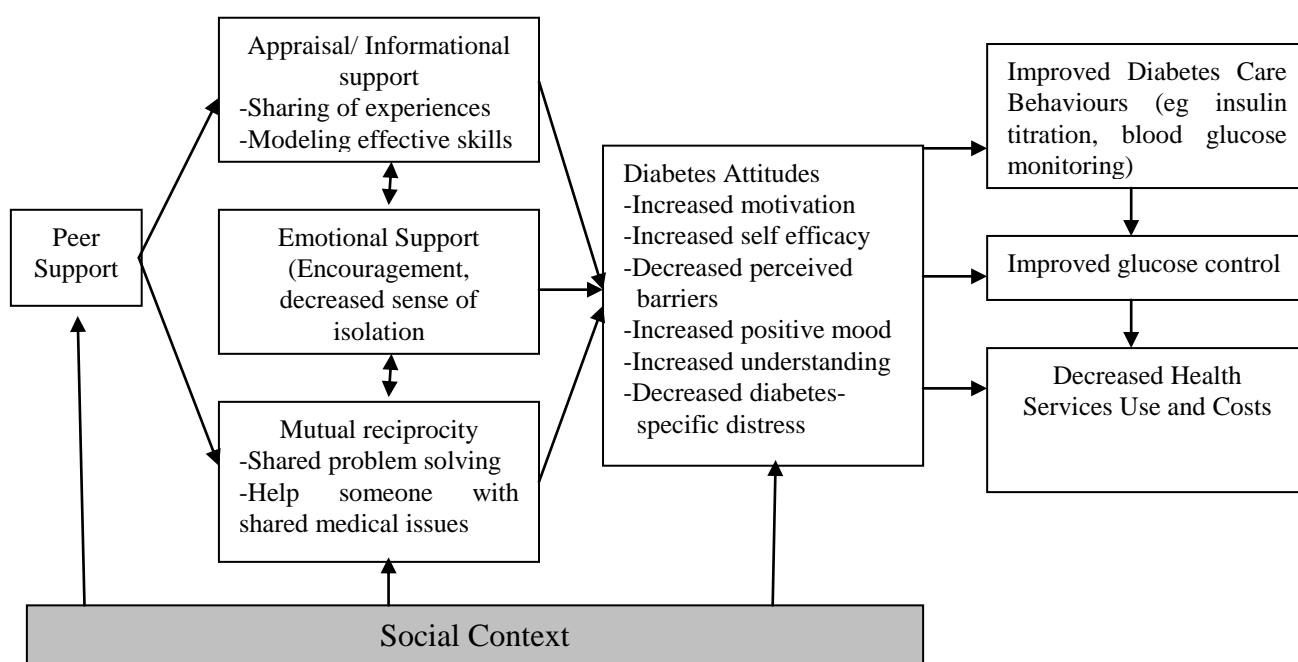 Peer
Support
Appraisal/ Informational
support
-Sharing of experiences
-Modeling effective skills
Emotional Support
(Encouragement,
decreased sense of
isolation
Mutual reciprocity
-Shared problem solving
-Help someone with
shared medical issues
Diabetes Attitudes
-Increased motivation
-Increased self efficacy
-Decreased perceived
barriers
-Increased positive mood
-Increased understanding
-Decreased diabetes-
specific distress
Improved Diabetes Care
Behaviours (eg insulin
titration, blood glucose
monitoring)
Improved glucose control
Decreased Health
Services Use and Costs
Social Context